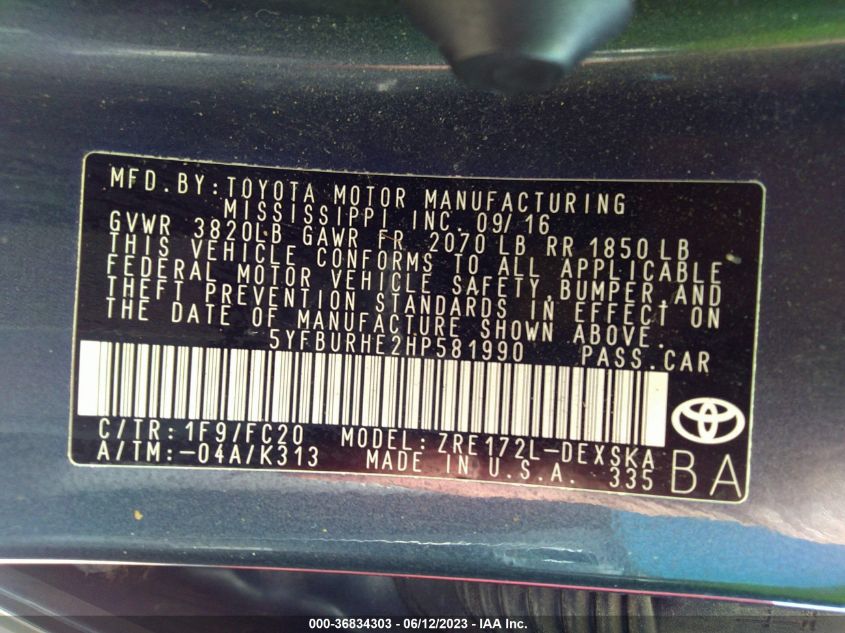 MFD.BY:TOYOTA MOTOR MANUFACTURING
MISSISSIPPI INC. 09/16
GVWR 3820LB GAWR FR 2070 LB RR 1850 LB
THIS VEHICLE CONFORMS TO ALL APPLICABLE
FEDERAL MOTOR VEHICLE SAFETY,BUMPER,AND
THEFT PREVENTION STANDARDS IN EFFECT ON
THE DATE OF MANUFACTURE SHOWN ABOVE.
5YFBURHE2HP581990 PASS.CAR
C/TR:1F9/FC20 MODEL:ZRE172L-DEXSKA
A/TM:-04A/K313 MADE IN U.S.A. 335
BA
000-36834303 - 06/12/2023 - IAA Inc.